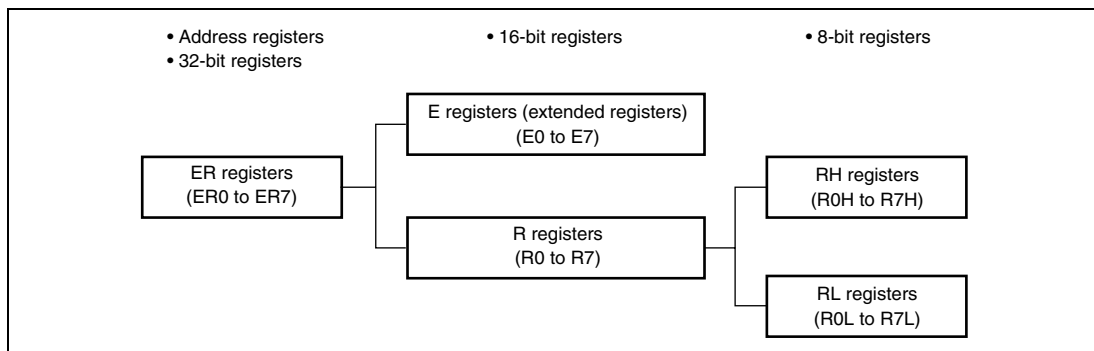 • Address registers
• 32-bit registers
• 16-bit registers
• 8-bit registers
E registers (extended registers)
(E0 to E7)
ER registers
(ER0 to ER7)
RH registers
(R0H to R7H)
R registers
(R0 to R7)
RL registers
(R0L to R7L)